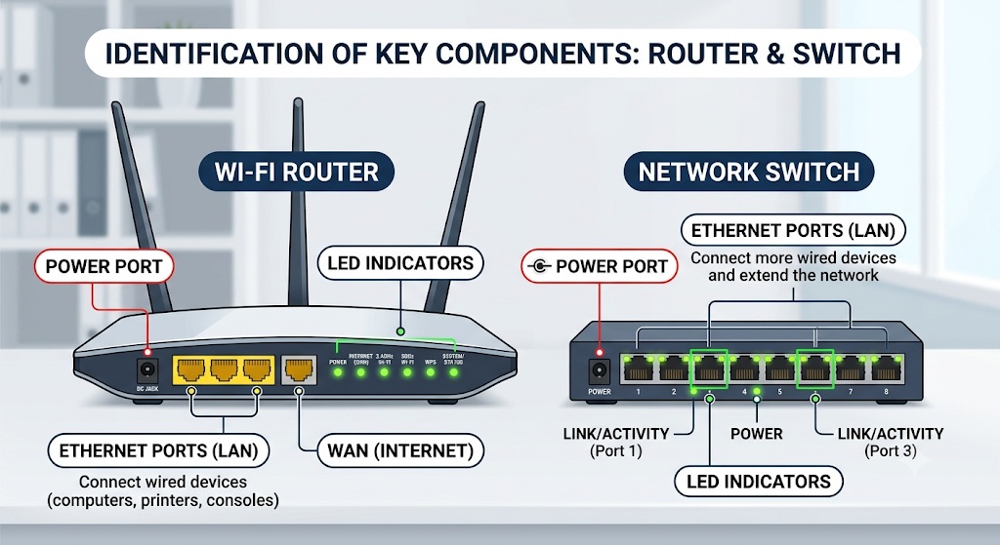 IDENTIFICATION OF KEY COMPONENTS: ROUTER & SWITCH
WI-FI ROUTER
POWER PORT
LED INDICATORS
DC JACK
POWER
INTERNET
WPS
SYSTEM/
ETHERNET PORTS (LAN)
Connect wired devices
(computers, printers, consoles)
WAN (INTERNET)
NETWORK SWITCH
ETHERNET PORTS (LAN)
Connect more wired devices
and extend the network
POWER PORT
POWER
1 2 4 5 7 8
LINK/ACTIVITY
(Port 1)
POWER
LINK/ACTIVITY
(Port 3)
LED INDICATORS